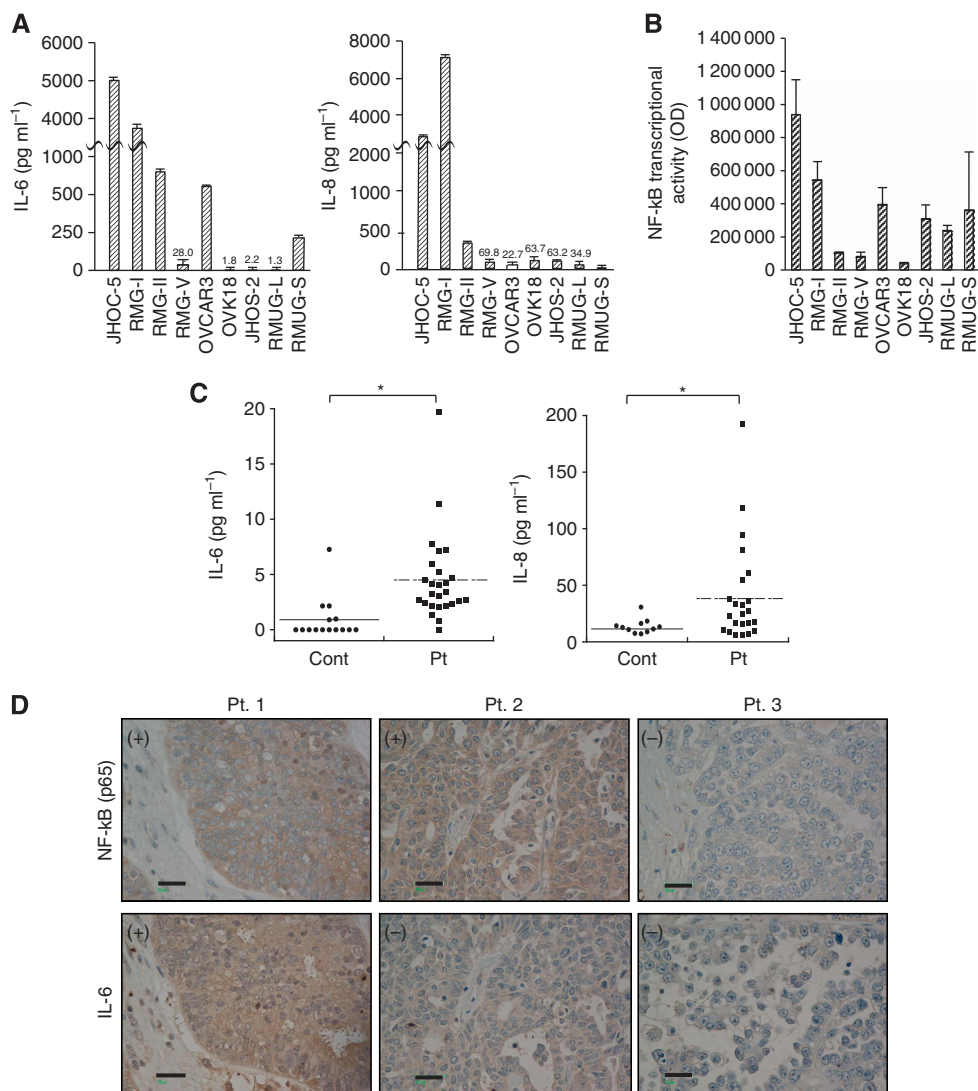 A
IL-6 (pg ml⁻¹)
6000
5000
4000
1000
500
250
0
28.0
1.8
2.2
1.3
JHOC-5
RMG-I
RMG-II
RMG-V
OVCAR3
OVK18
JHOS-2
RMUG-L
RMUG-S
IL-8 (pg ml⁻¹)
8000
6000
4000
2000
1000
500
0
69.8
22.7
63.7
63.2
34.9
JHOC-5
RMG-I
RMG-II
RMG-V
OVCAR3
OVK18
JHOS-2
RMUG-L
RMUG-S
B
NF-kB transcriptional
activity (OD)
1 400 000
1 200 000
1 000 000
800 000
600 000
400 000
200 000
0
JHOC-5
RMG-I
RMG-II
RMG-V
OVCAR3
OVK18
JHOS-2
RMUG-L
RMUG-S
C
IL-6 (pg ml⁻¹)
20
15
10
5
0
*
Cont Pt
IL-8 (pg ml⁻¹)
200
150
100
50
0
*
Cont Pt
D
Pt. 1 Pt. 2 Pt. 3
NF-kB (p65)
(+) (+) (−)
IL-6
(+) (−) (−)